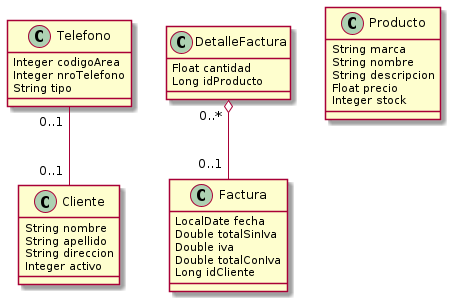 C Telefono
Integer codigoArea
Integer nroTelefono
String tipo
C DetalleFactura
Float cantidad
Long idProducto
C Producto
String marca
String nombre
String descripcion
Float precio
Integer stock
0..1
0..1
0..*
0..1
C Cliente
String nombre
String apellido
String direccion
Integer activo
C Factura
LocalDate fecha
Double totalSinIva
Double iva
Double totalConIva
Long idCliente